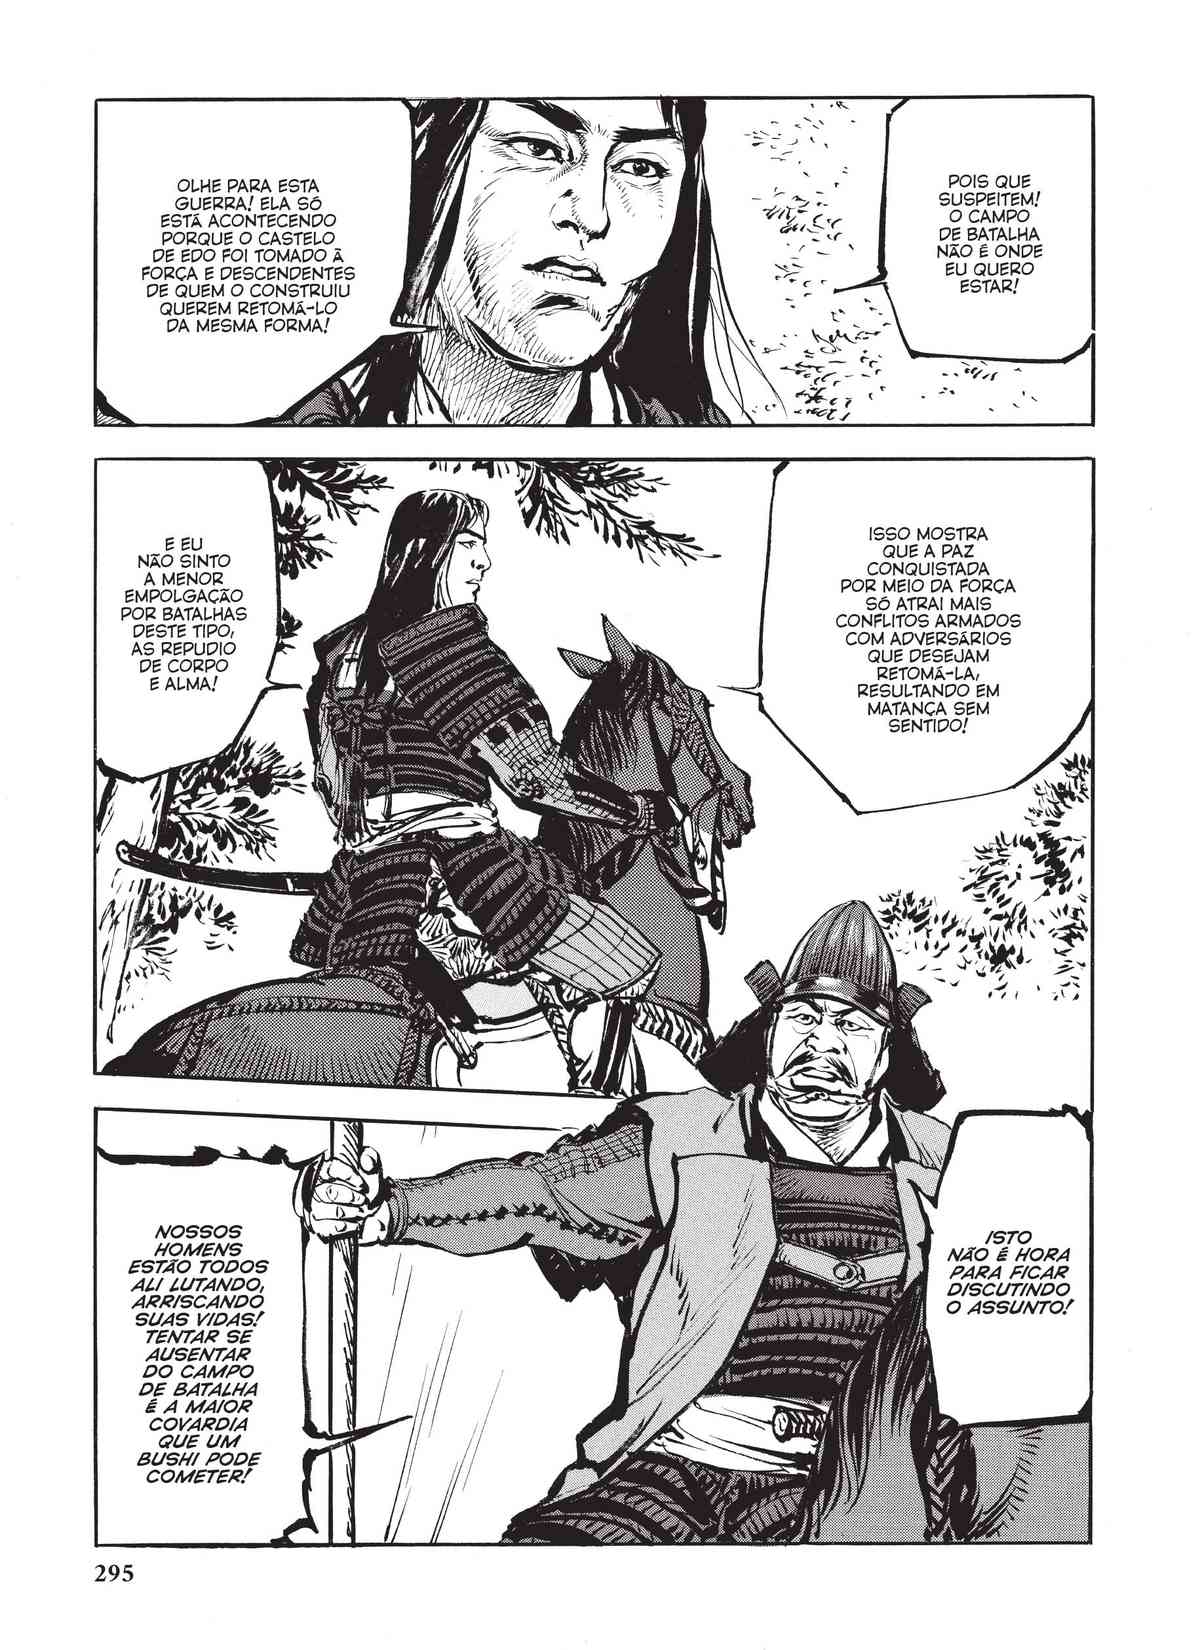 POIS QUE
SUSPEITEM!
O CAMPO
DE BATALHA
NÃO É ONDE
EU QUERO
ESTAR!
OLHE PARA ESTA
GUERRA! ELA SÓ
ESTÁ ACONTECENDO
PORQUE O CASTELO
DE EDO FOI TOMADO À
FORÇA E DESCENDENTES
DE QUEM O CONSTRUIU
QUEREM RETOMÁ-LO
DA MESMA FORMA!
ISSO MOSTRA
QUE A PAZ
CONQUISTADA
POR MEIO DA FORÇA
SÓ ATRAI MAIS
CONFLITOS ARMADOS
COM ADVERSÁRIOS
QUE DESEJAM
RETOMÁ-LA,
RESULTANDO EM
MATANÇA SEM
SENTIDO!
E EU
NÃO SINTO
A MENOR
EMPOLGAÇÃO
POR BATALHAS
DESTE TIPO,
AS REPUDIO
DE CORPO
E ALMA!
ISTO
NÃO É HORA
PARA FICAR
DISCUTINDO
O ASSUNTO!
NOSSOS
HOMENS
ESTÃO TODOS
ALI LUTANDO,
ARRISCANDO
SUAS VIDAS!
TENTAR SE
AUSENTAR
DO CAMPO
DE BATALHA
É A MAIOR
COVARDIA
QUE UM
BUSHI PODE
COMETER!
295